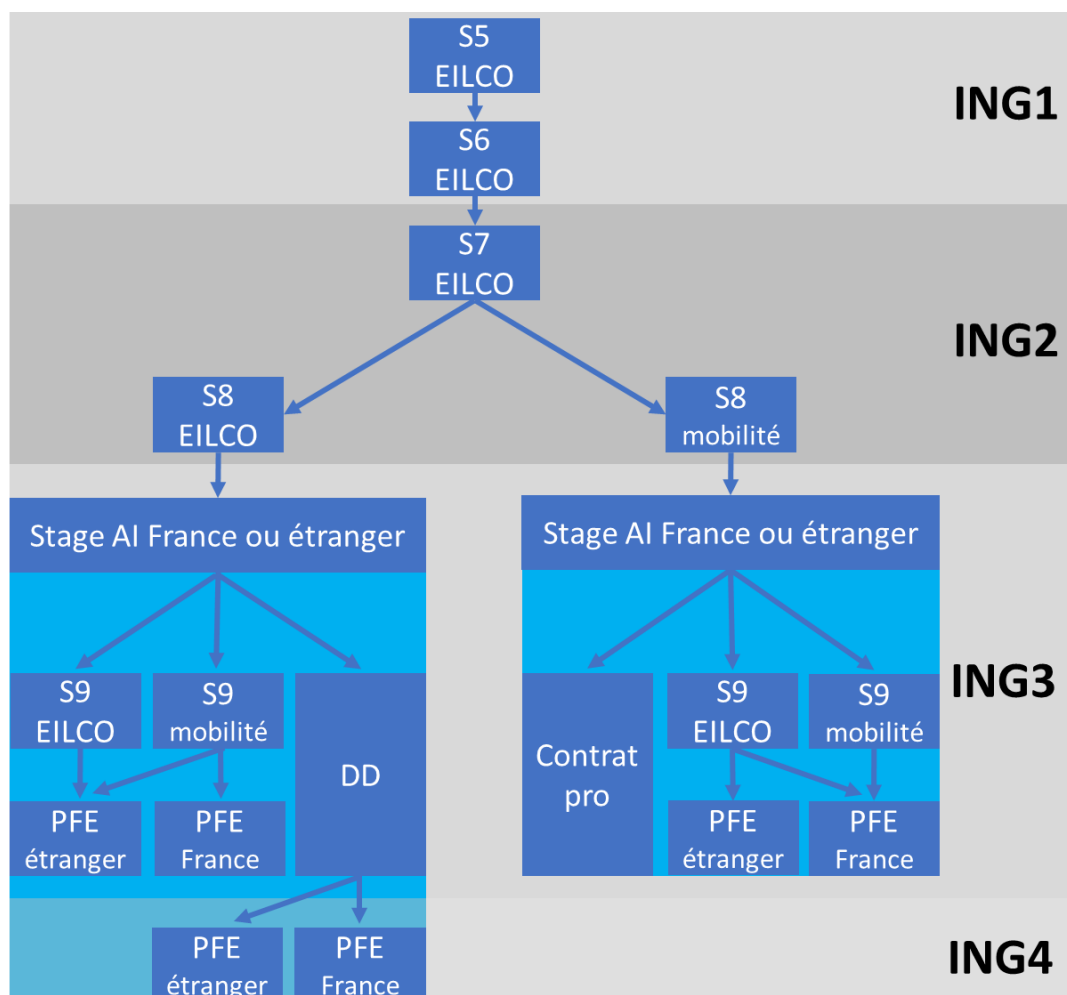 S5
EILCO
ING1
S6
EILCO
S7
EILCO
ING2
S8
EILCO
S8
mobilité
Stage AI France ou étranger
Stage AI France ou étranger
ING3
S9
EILCO
S9
mobilité
DD
PFE
étranger
PFE
France
Contrat
pro
S9
EILCO
S9
mobilité
PFE
étranger
PFE
France
PFE
étranger
PFE
France
ING4